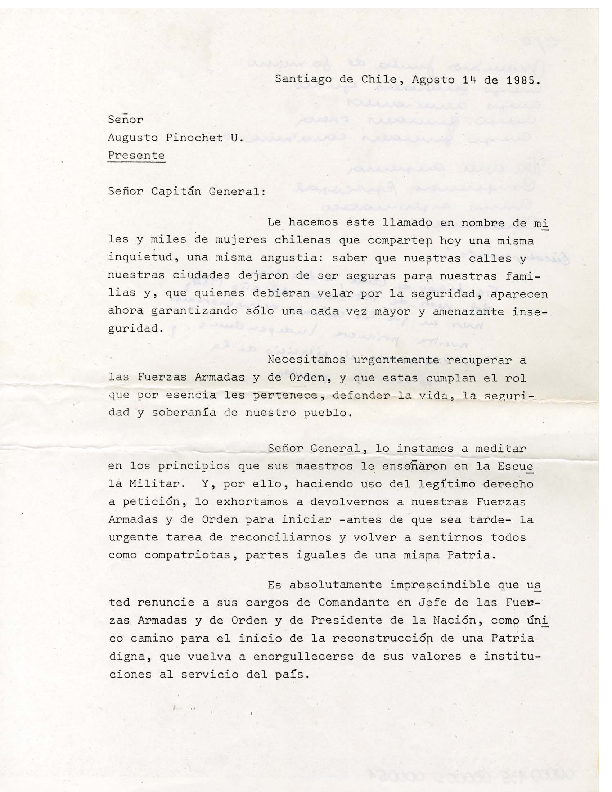 Santiago de Chile, Agosto 14 de 1985.
Señor
Augusto Pinochet U.
Presente
Señor Capitán General:
Le hacemos este llamado en nombre de mi
les y miles de mujeres chilenas que comparten hoy una misma
inquietud, una misma angustia: saber que nuestras calles y
nuestras ciudades dejaron de ser seguras para nuestras fami-
lias y, que quienes debieran velar por la seguridad, aparecen
ahora garantizando sólo una cada vez mayor y amenazante inse-
guridad.
Necesitamos urgentemente recuperar a
las Fuerzas Armadas y de Orden, y que estas cumplan el rol
que por esencia les pertenece, defender la vida, la seguri-
dad y soberanía de nuestro pueblo.
Señor General, lo instamos a meditar
en los principios que sus maestros le enseñaron en la Escue
la Militar. Y, por ello, haciendo uso del legítimo derecho
a petición, lo exhortamos a devolvernos a nuestras Fuerzas
Armadas y de Orden para iniciar -antes de que sea tarde- la
urgente tarea de reconciliarnos y volver a sentirnos todos
como compatriotas, partes iguales de una misma Patria.
Es absolutamente imprescindible que us
ted renuncie a sus cargos de Comandante en Jefe de las Fuer-
zas Armadas y de Orden y de Presidente de la Nación, como úni
co camino para el inicio de la reconstrucción de una Patria
digna, que vuelva a enorgullecerse de sus valores e institu-
ciones al servicio del país.